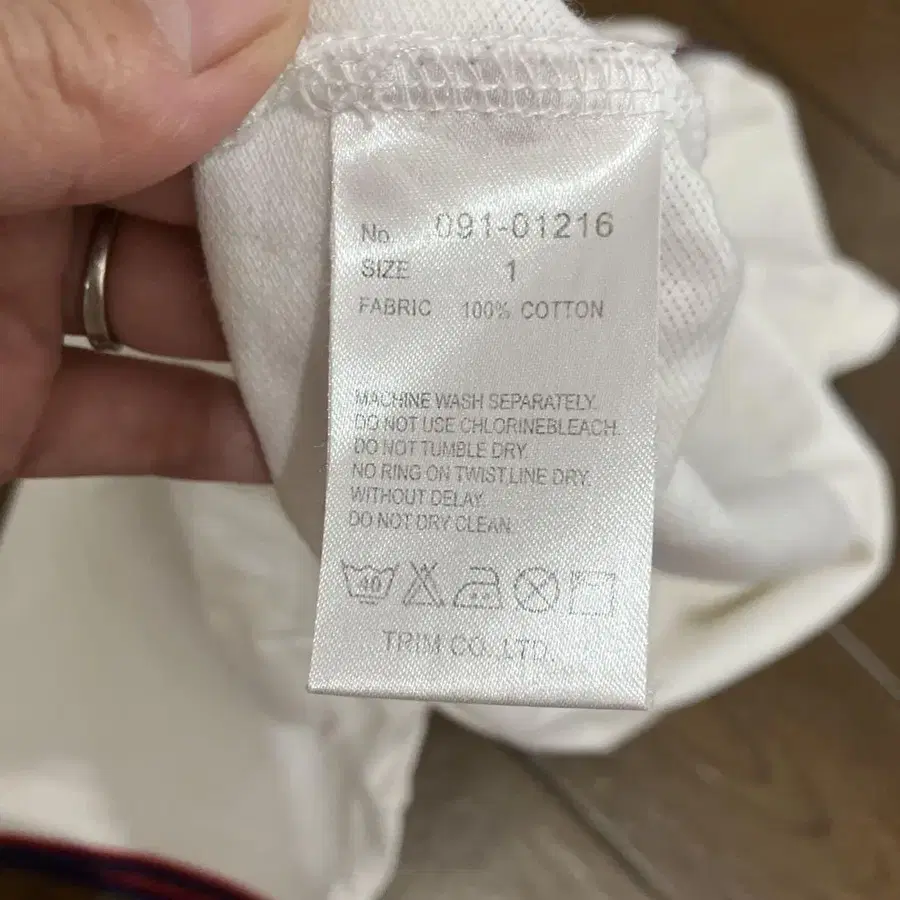 No. 091-01216
SIZE 1
FABRIC 100% COTTON
MACHINE WASH SEPARATELY.
DO NOT USE CHLORINEBLEACH.
DO NOT TUMBLE DRY.
NO RING ON TWIST,LINE DRY.
WITHOUT DELAY
DO NOT DRY CLEAN.
40
TRIM CO.,LTD.